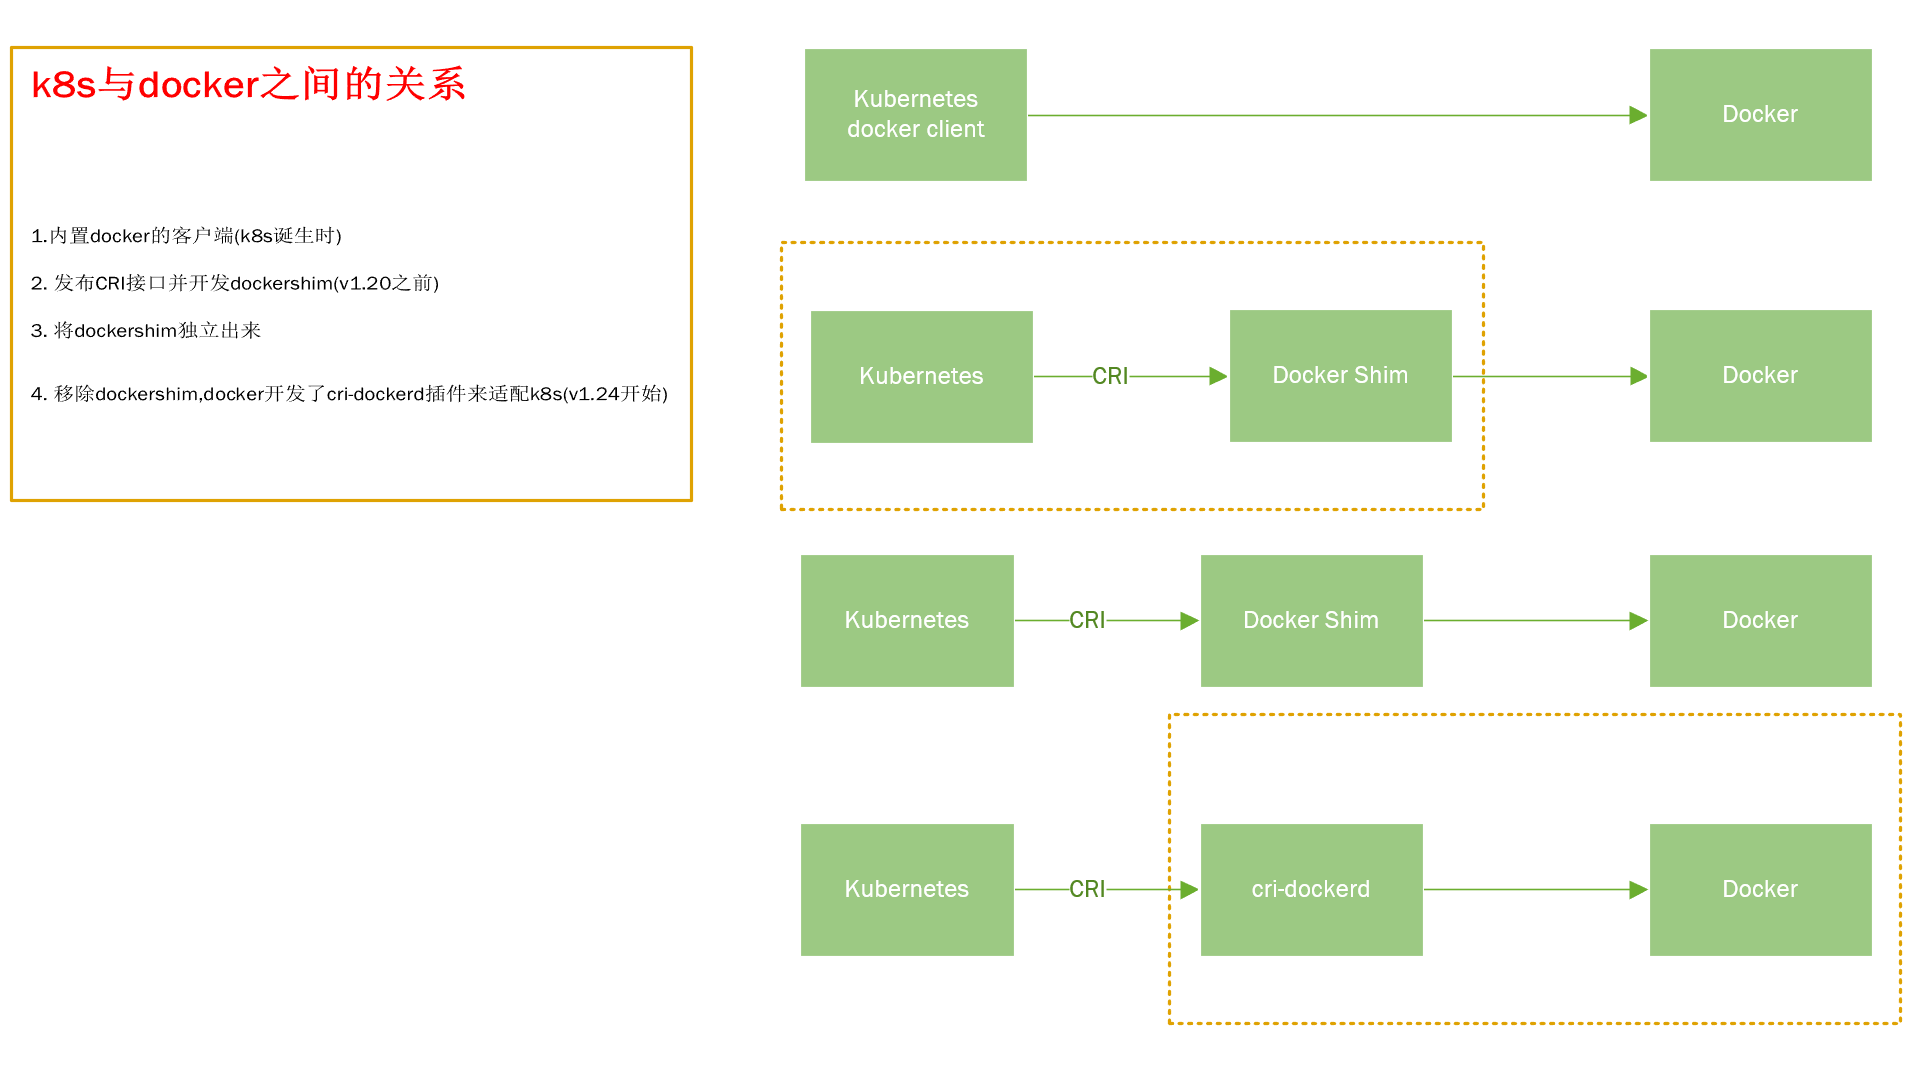 k8s与docker之间的关系
1.内置docker的客户端(k8s诞生时)
2. 发布CRI接口并开发dockershim(v1.20之前)
3. 将dockershim独立出来
4. 移除dockershim,docker开发了cri-dockerd插件来适配k8s(v1.24开始)
Kubernetes
docker client
Docker
Kubernetes
CRI
Docker Shim
Docker
Kubernetes
CRI
Docker Shim
Docker
Kubernetes
CRI
cri-dockerd
Docker